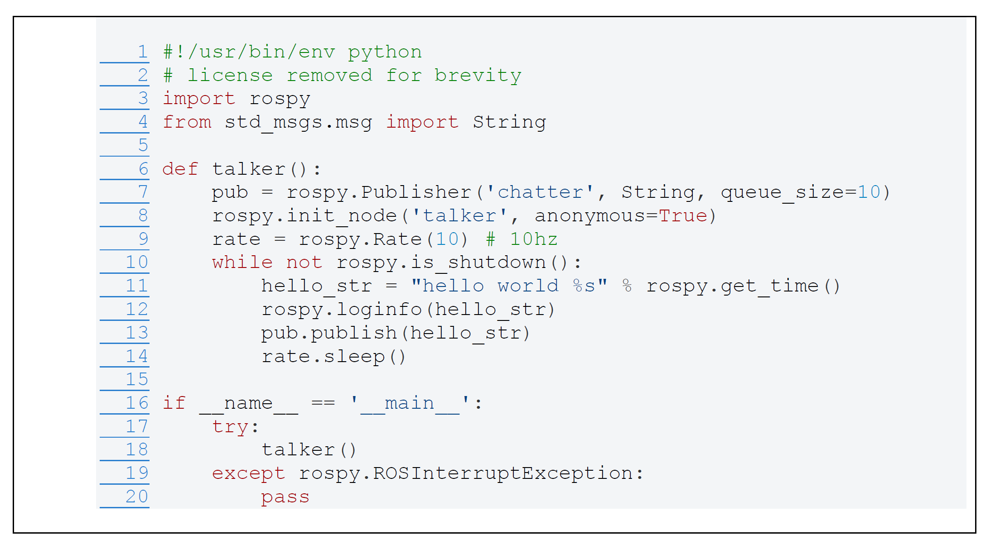 1 #!/usr/bin/env python
2 # license removed for brevity
3 import rospy
4 from std_msgs.msg import String
5
6 def talker():
7     pub = rospy.Publisher('chatter', String, queue_size=10)
8     rospy.init_node('talker', anonymous=True)
9     rate = rospy.Rate(10) # 10hz
10     while not rospy.is_shutdown():
11         hello_str = "hello world %s" % rospy.get_time()
12         rospy.loginfo(hello_str)
13         pub.publish(hello_str)
14         rate.sleep()
15
16 if __name__ == '__main__':
17     try:
18         talker()
19     except rospy.ROSInterruptException:
20         pass